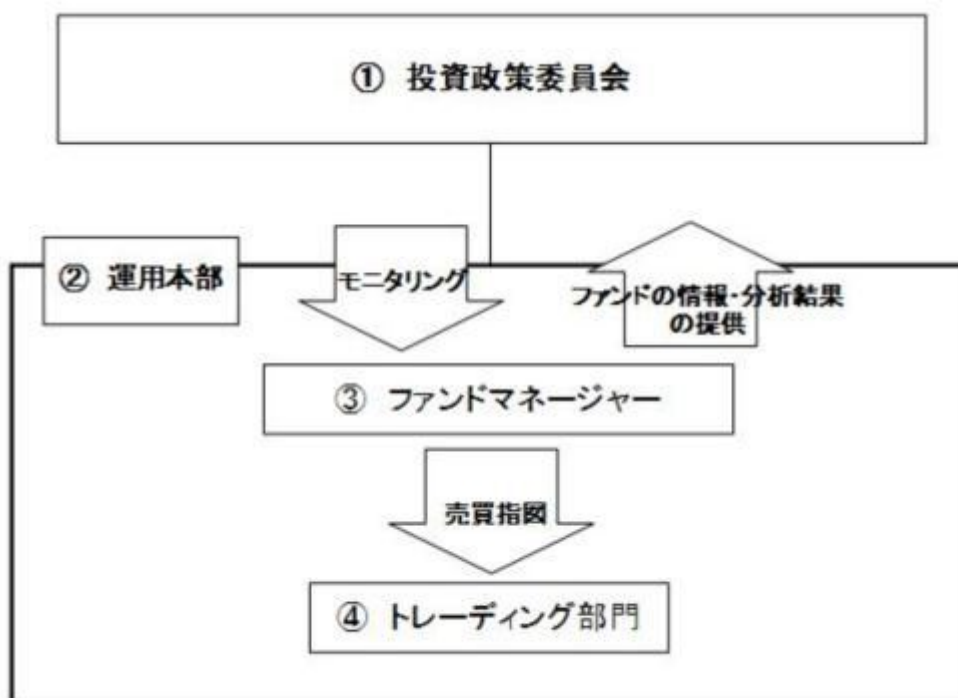 ① 投資政策委員会
② 運用本部
モニタリング
ファンドの情報・分析結果
の提供
③ ファンドマネージャー
売買指図
④ トレーディング部門